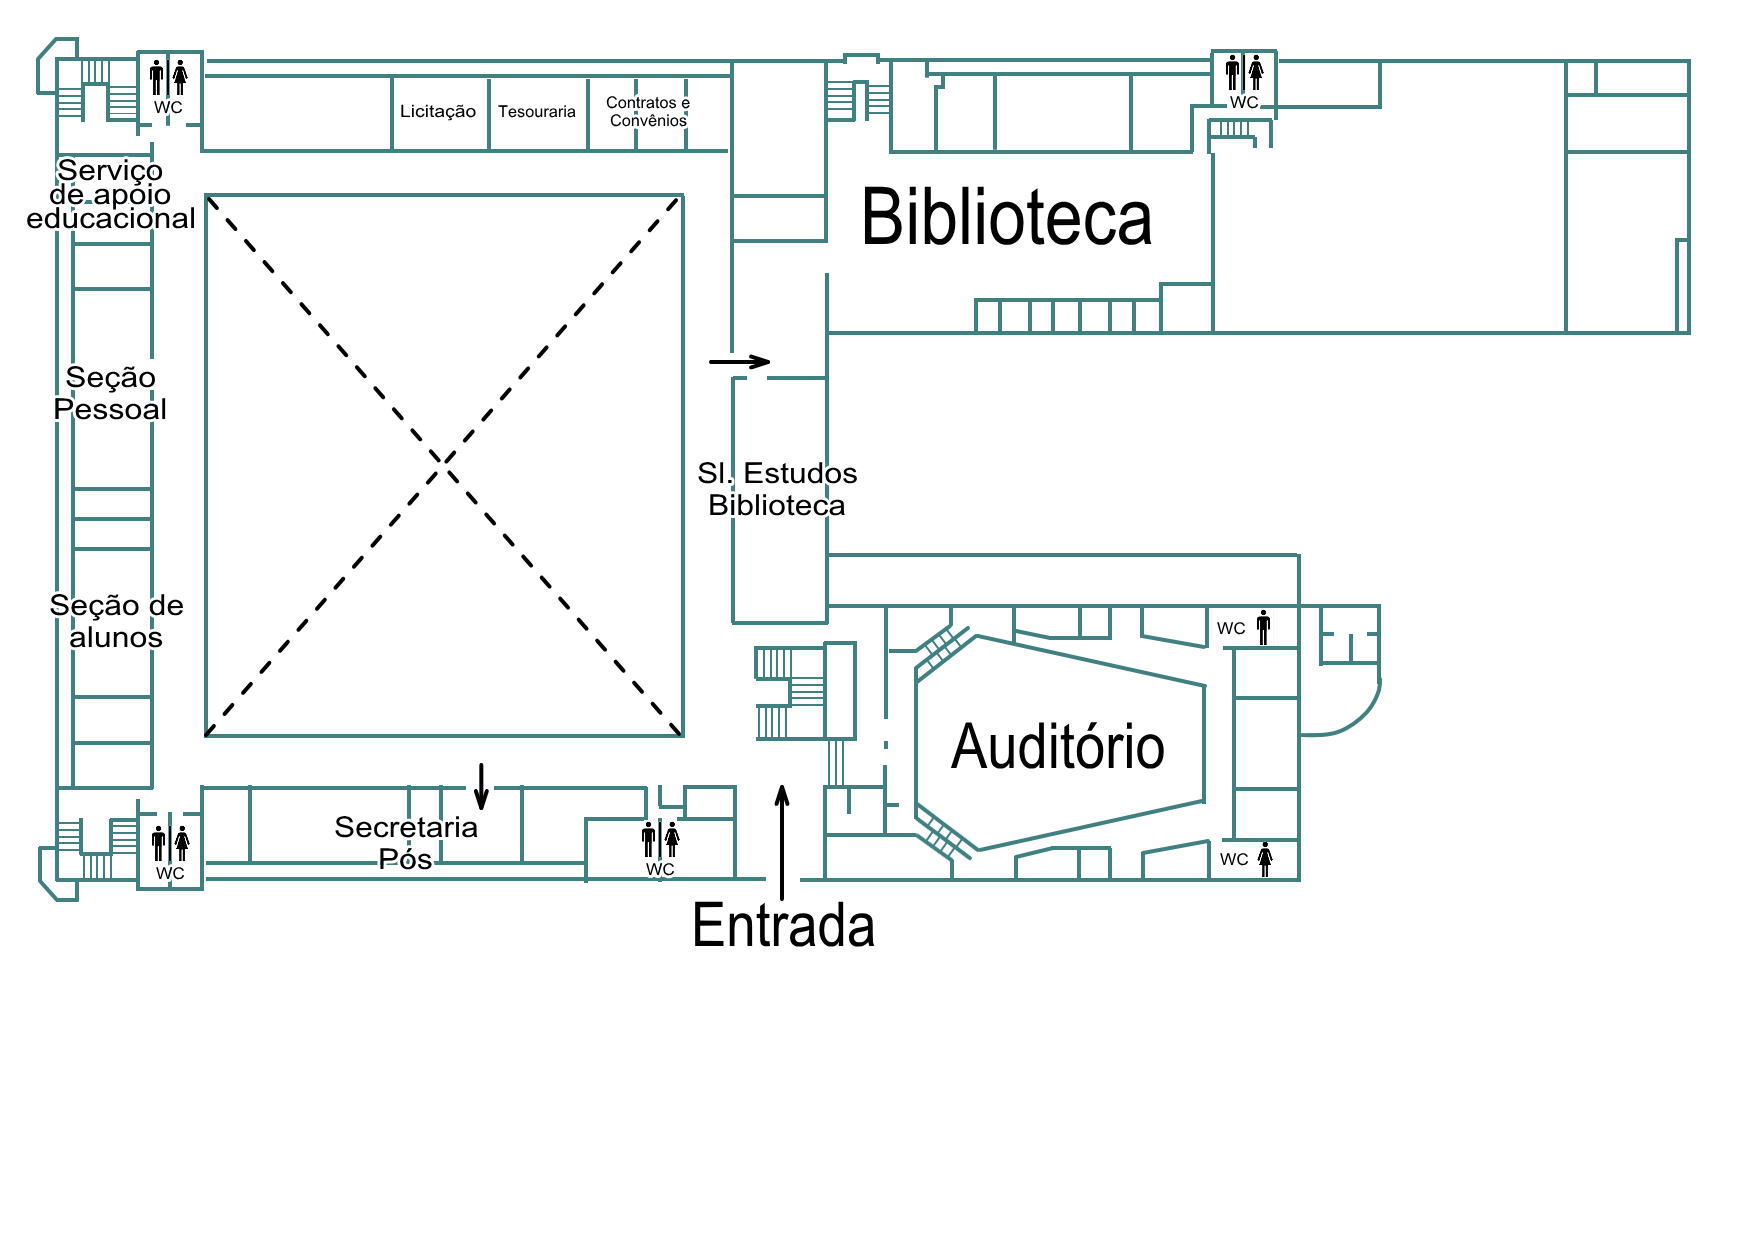 WC
Licitação
Tesouraria
Contratos e
Convênios
WC
Serviço
de apoio
educacional
Biblioteca
Seção
Pessoal
Sl. Estudos
Biblioteca
Seção de
alunos
WC
Auditório
Secretaria
Pós
WC
WC
WC
Entrada